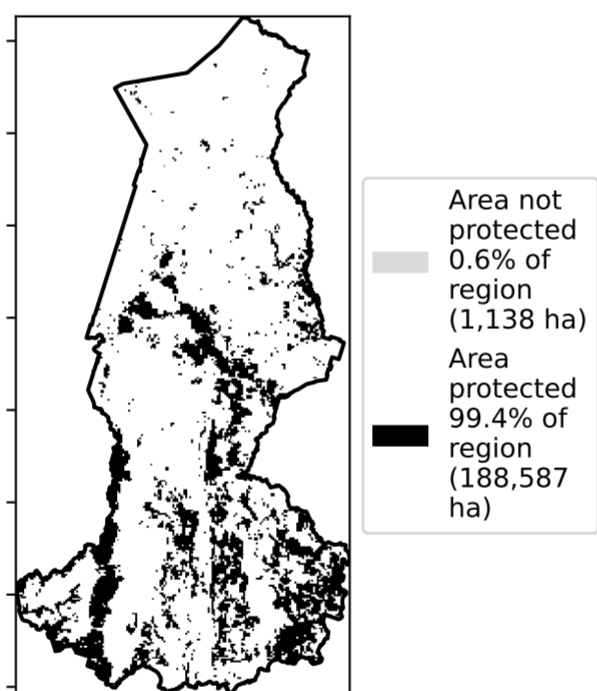 Area not
protected
0.6% of
region
(1,138 ha)
Area
protected
99.4% of
region
(188,587
ha)